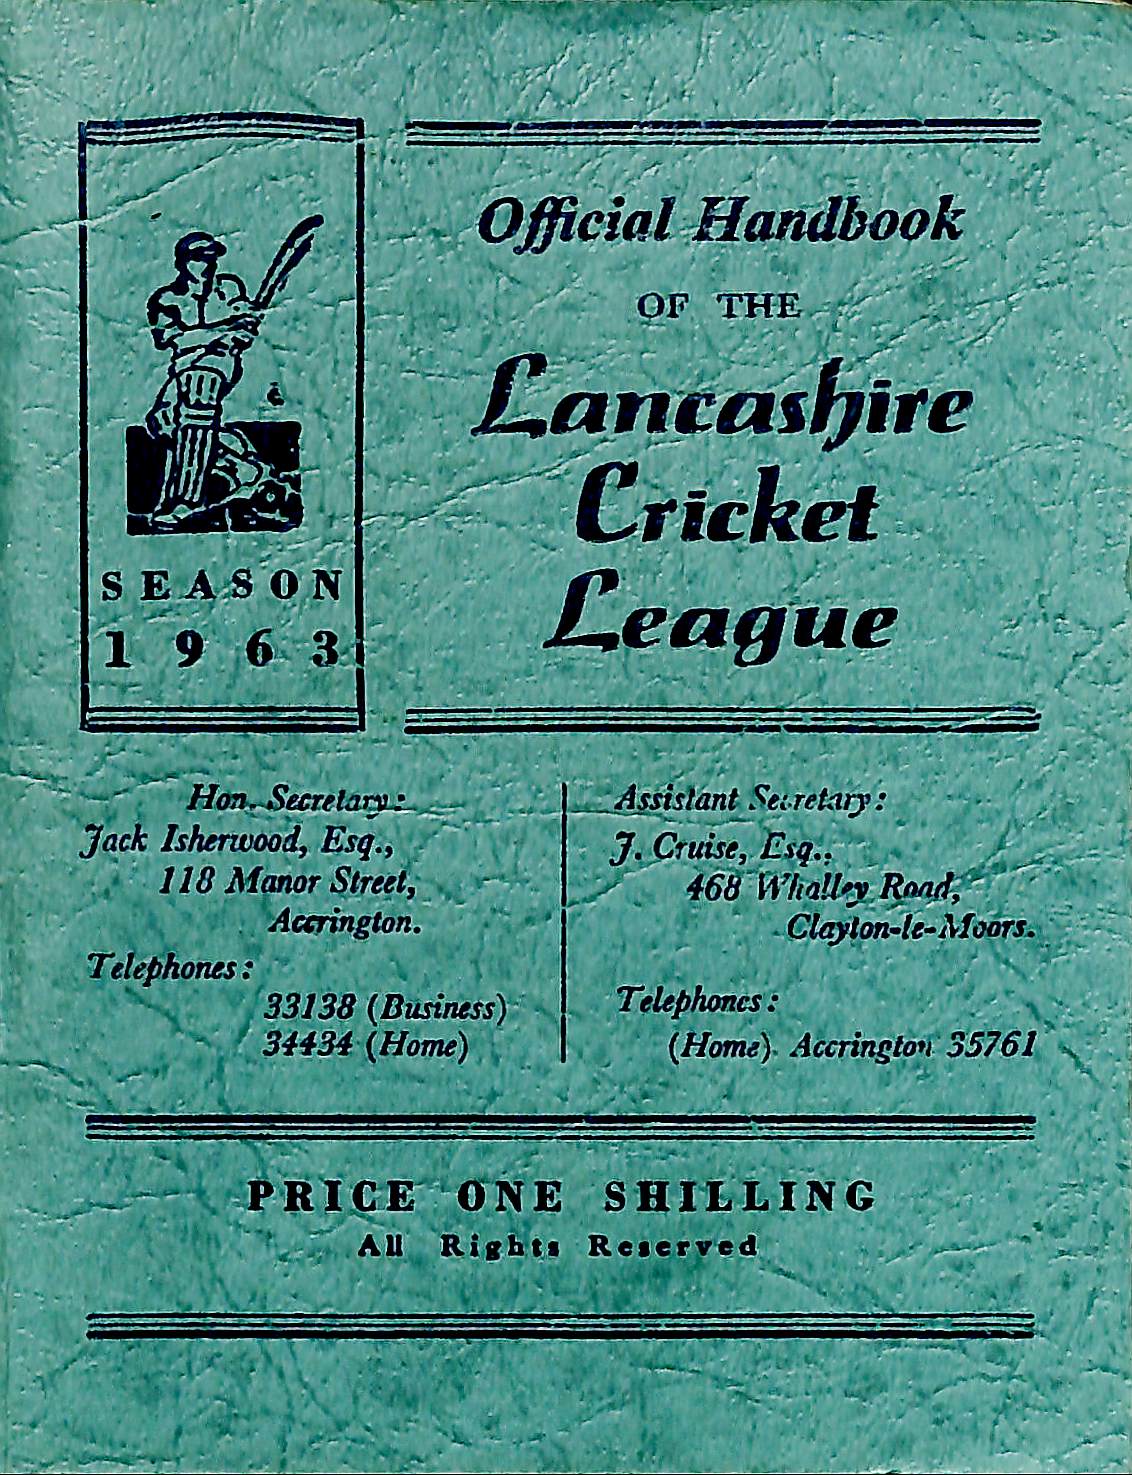 SEASON
1963
Official Handbook
OF THE
Lancashire
Cricket
League
Hon. Secretary:
Jack Isherwood, Esq.,
118 Manor Street,
Accrington.
Telephones:
33138 (Business)
34434 (Home)
Assistant Secretary:
J. Cruise, Esq.,
468 Whalley Road,
Clayton-le-Moors.
Telephones:
(Home) Accrington 35761
PRICE ONE SHILLING
All Rights Reserved